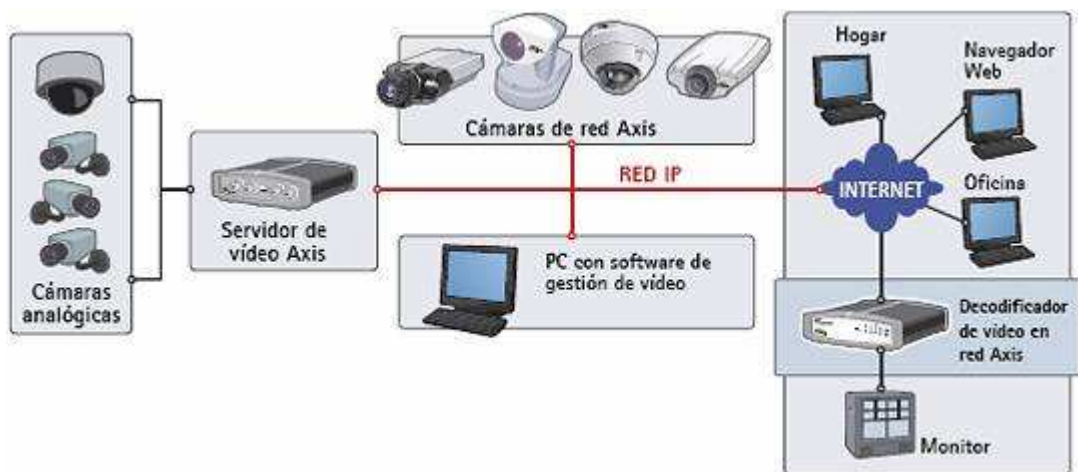 Cámaras
analógicas
Servidor de
vídeo Axis
Cámaras de red Axis
RED IP
PC con software de
gestión de vídeo
Hogar
Navegador
Web
INTERNET
Oficina
Decodificador
de vídeo en
red Axis
Monitor